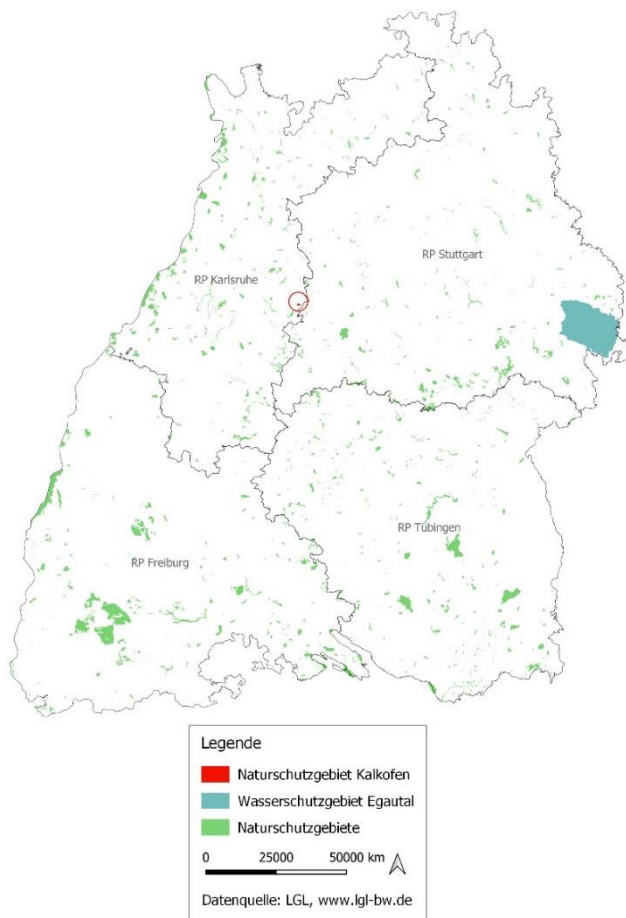 RP Stuttgart
RP Karlsruhe
RP Tübingen
RP Freiburg
Legende
Naturschutzgebiet Kalkofen
Wasserschutzgebiet Egautal
Naturschutzgebiete
0 25000 50000 km
Datenquelle: LGL, www.lgl-bw.de